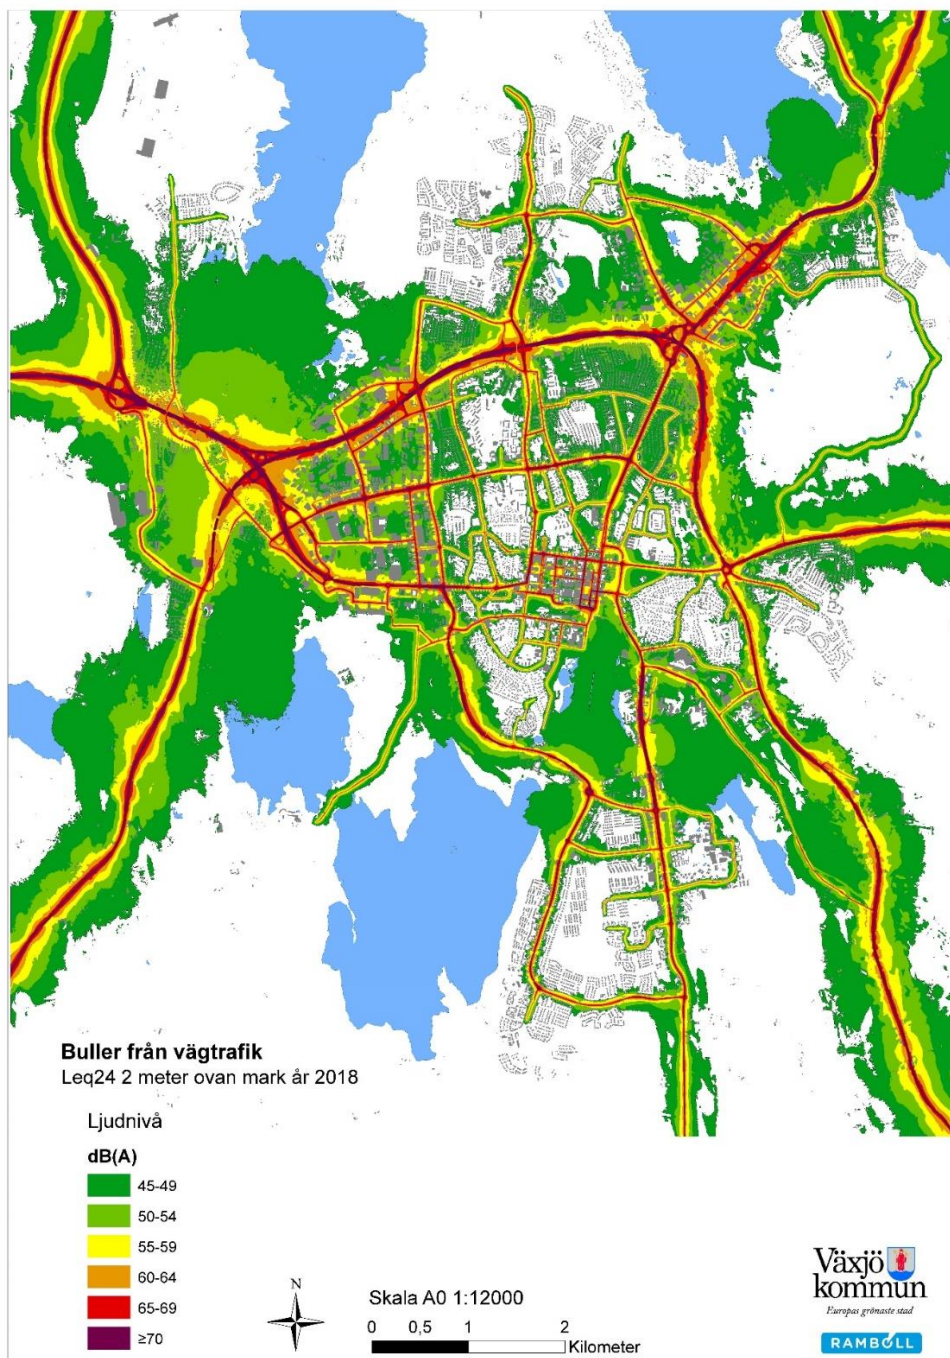 Buller från vägtrafik
Leq24 2 meter ovan mark år 2018
Ljudnivå
dB(A)
45-49
50-54
55-59
60-64
65-69
≥70
N
Skala A0 1:12000
0 0,5 1 2
Kilometer
Växjö
kommun
Europas grönaste stad
RAMBOLL